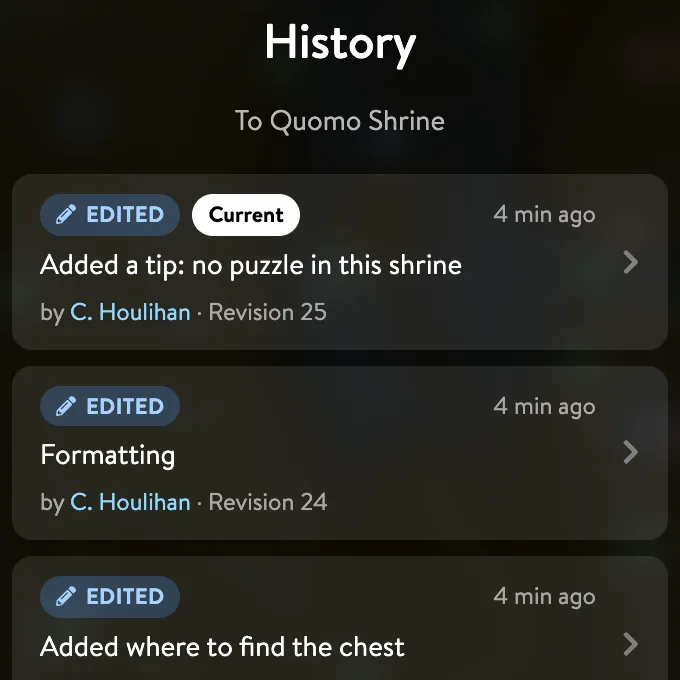 History
To Quomo Shrine
EDITED Current 4 min ago
Added a tip: no puzzle in this shrine
by C. Houlihan · Revision 25
EDITED 4 min ago
Formatting
by C. Houlihan · Revision 24
EDITED 4 min ago
Added where to find the chest